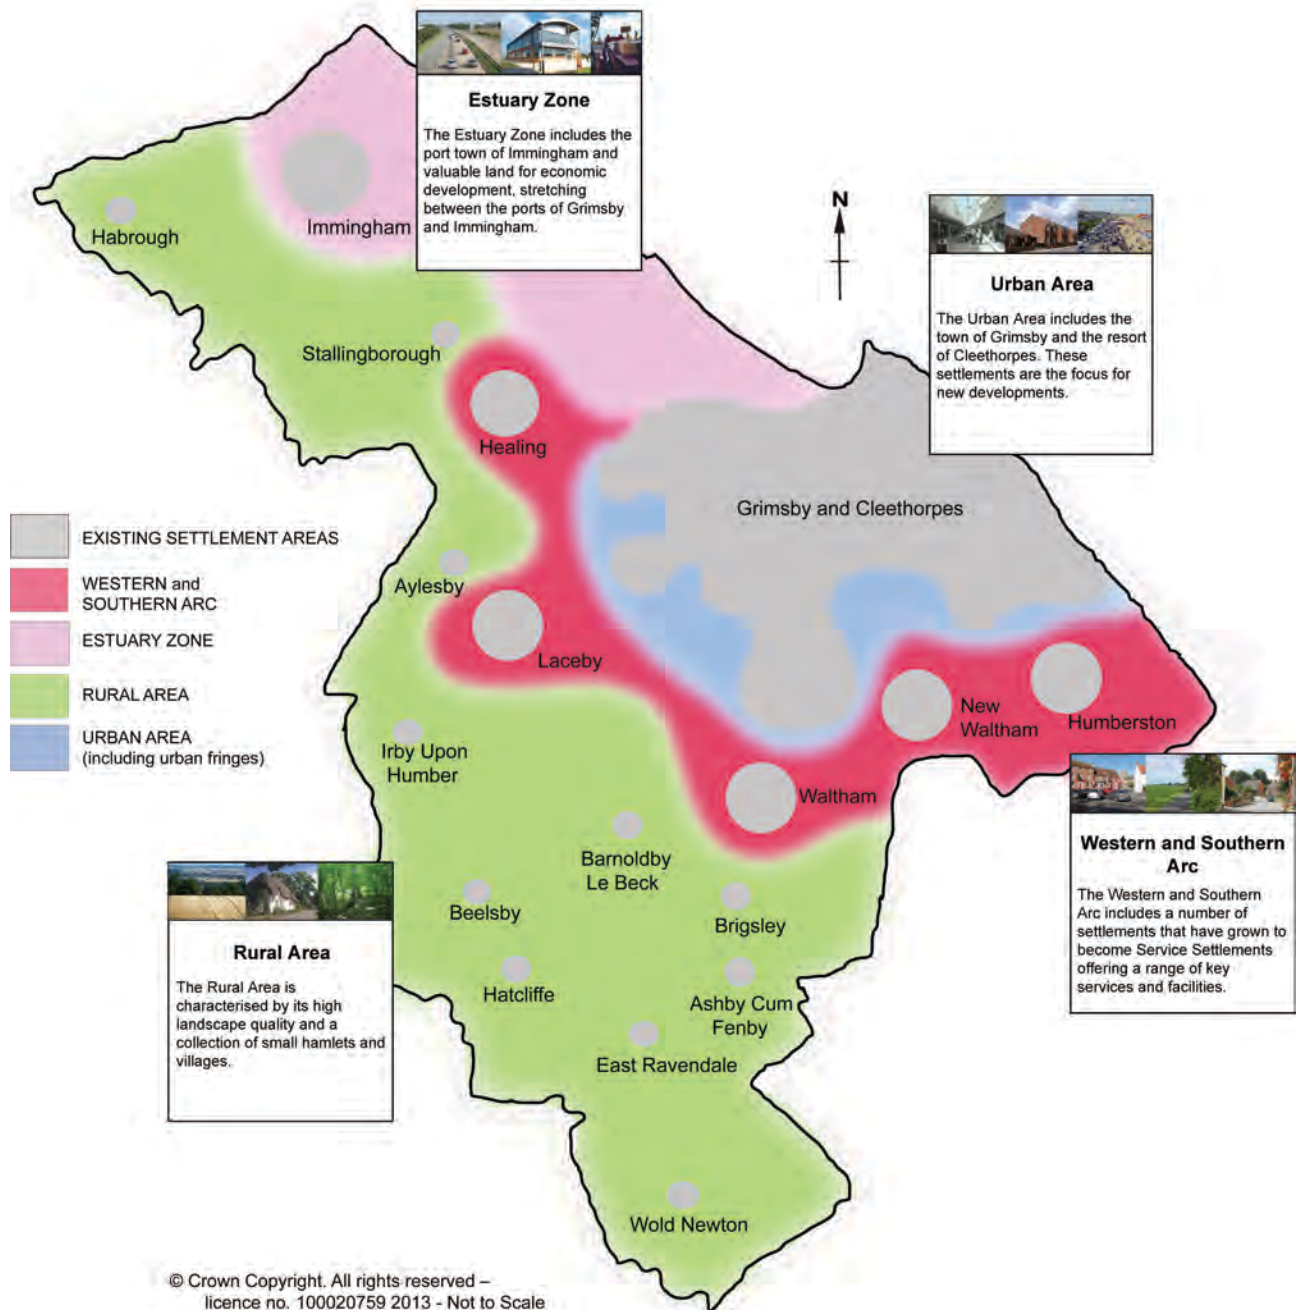 Estuary Zone
The Estuary Zone includes the
port town of Immingham and
valuable land for economic
development, stretching
between the ports of Grimsby
and Immingham.
N
Urban Area
The Urban Area includes the
town of Grimsby and the resort
of Cleethorpes. These
settlements are the focus for
new developments.
Habrough
Immingham
Stallingborough
Healing
Grimsby and Cleethorpes
EXISTING SETTLEMENT AREAS
WESTERN and
SOUTHERN ARC
ESTUARY ZONE
RURAL AREA
URBAN AREA
(including urban fringes)
Aylesby
Laceby
New
Waltham
Humberston
Irby Upon
Humber
Waltham
Barnoldby
Le Beck
Beelsby
Brigsley
Hatcliffe
Ashby Cum
Fenby
East Ravendale
Wold Newton
Western and Southern
Arc
The Western and Southern
Arc includes a number of
settlements that have grown to
become Service Settlements
offering a range of key
services and facilities.
Rural Area
The Rural Area is
characterised by its high
landscape quality and a
collection of small hamlets and
villages.
© Crown Copyright. All rights reserved –
licence no. 100020759 2013 - Not to Scale